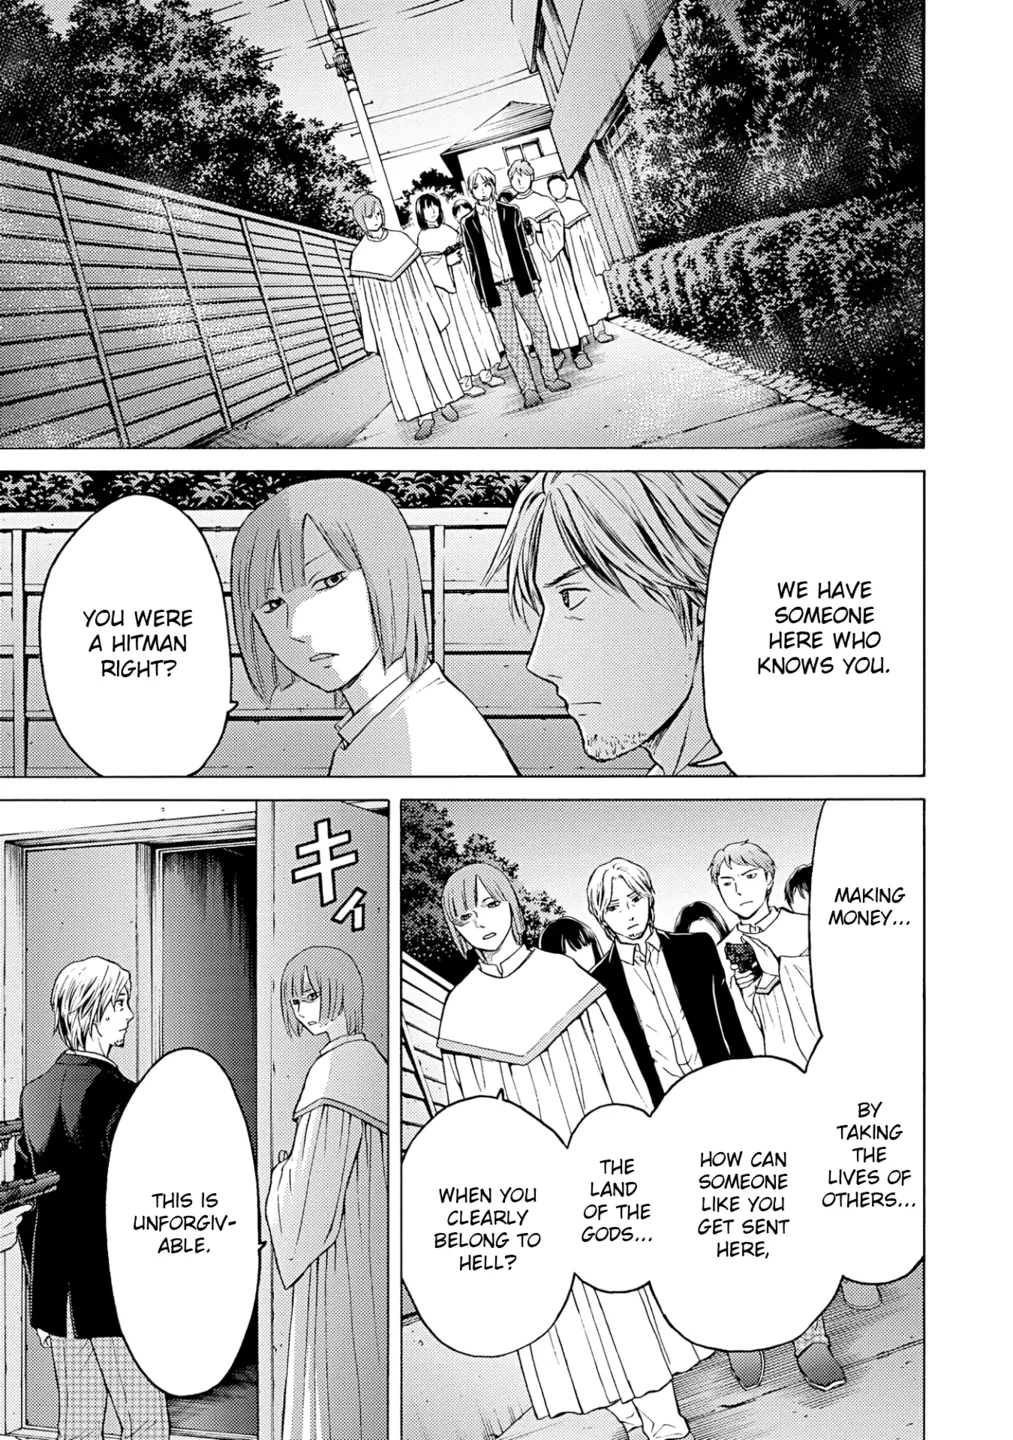 WE HAVE
SOMEONE
HERE WHO
KNOWS YOU.
YOU WERE
A HITMAN
RIGHT?
MAKING
MONEY...
BY
TAKING
THE
LIVES OF
OTHERS...
HOW CAN
SOMEONE
LIKE YOU
GET SENT
HERE,
THE
LAND
OF THE
GODS...
WHEN YOU
CLEARLY
BELONG TO
HELL?
キィ
THIS IS
UNFORGIV-
ABLE.